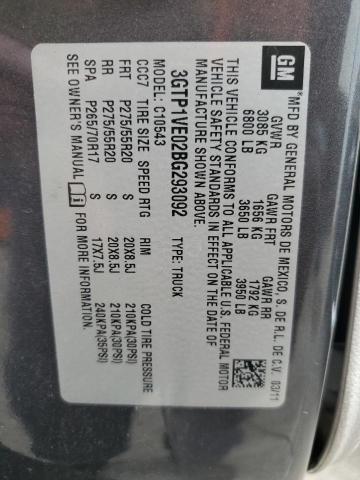 GM
*MFD BY GENERAL MOTORS DE MEXICO S. DE R.L. DE C.V. 03/11
GVWR GAWR FRT GAWR RR
3085 KG 1656 KG 1792 KG
6800 LB 3650 LB 3950 LB
THIS VEHICLE CONFORMS TO ALL APPLICABLE U.S. FEDERAL MOTOR
VEHICLE SAFETY STANDARDS IN EFFECT ON THE DATE OF
MANUFACTURE SHOWN ABOVE.
3GTP1VE02BG293092 TYPE: TRUCK
MODEL: C10543
CCC7 TIRE SIZE SPEED RTG RIM COLD TIRE PRESSURE
FRT P275/55R20 S 20X8.5J 210KPA(30PSI)
RR P275/55R20 S 20X8.5J 210KPA(30PSI)
SPA P265/70R17 S 17X7.5J 240KPA(35PSI)
SEE OWNER'S MANUAL i FOR MORE INFORMATION.